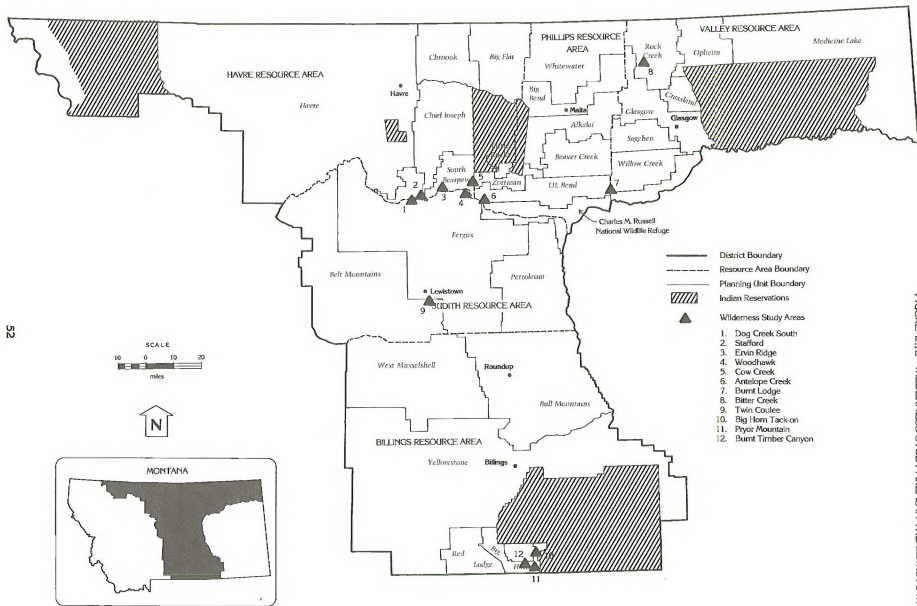 VALLEY RESOURCE AREA
PHILLIPS RESOURCE
AREA
HAVRE RESOURCE AREA
Chinook
Big Flat
Whitewater
Rock
Creek
8
Opheim
Medicine Lake
Havre
Havre
Chief Joseph
Big
Bend
Malta
Alkalai
Glasgow
Grassland
Glasgow
Sagehen
Beaver Creek
Willow Creek
South
Bearpaw
Zortman
UL Bend
1
2
3
4
5
6
7
Charles M. Russell
National Wildlife Refuge
Fergus
Belt Mountains
Petroleum
Lewistown
JUDITH RESOURCE AREA
9
West Musselshell
Roundup
Bull Mountains
BILLINGS RESOURCE AREA
Yellowstone
Billings
Red
Lodge
Big
12
10
11
District Boundary
Resource Area Boundary
Planning Unit Boundary
Indian Reservations
Wilderness Study Areas
1. Dog Creek South
2. Stafford
3. Ervin Ridge
4. Woodhawk
5. Cow Creek
6. Antelope Creek
7. Burnt Lodge
8. Bitter Creek
9. Twin Coulee
10. Big Horn Tack-on
11. Pryor Mountain
12. Burnt Timber Canyon
SCALE
10 0 10 20
miles
N
MONTANA
52